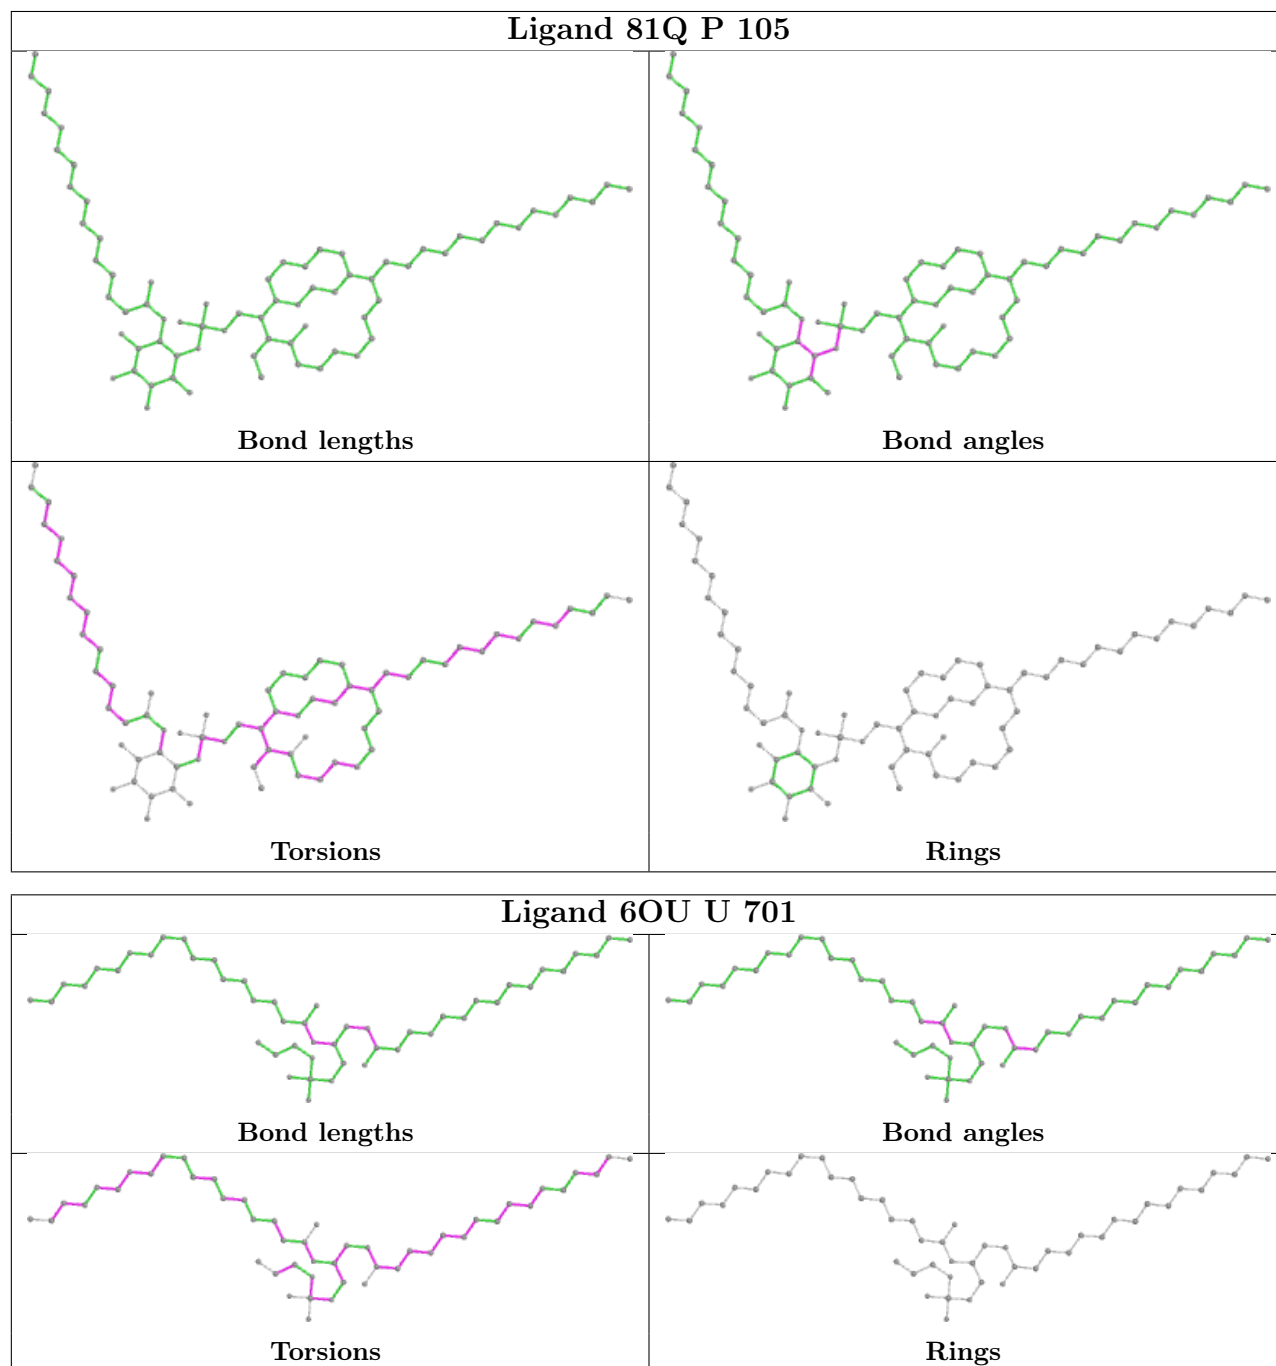 Ligand 81Q P 105
Bond lengths
Bond angles
Torsions
Rings
Ligand 6OU U 701
Bond lengths
Bond angles
Torsions
Rings